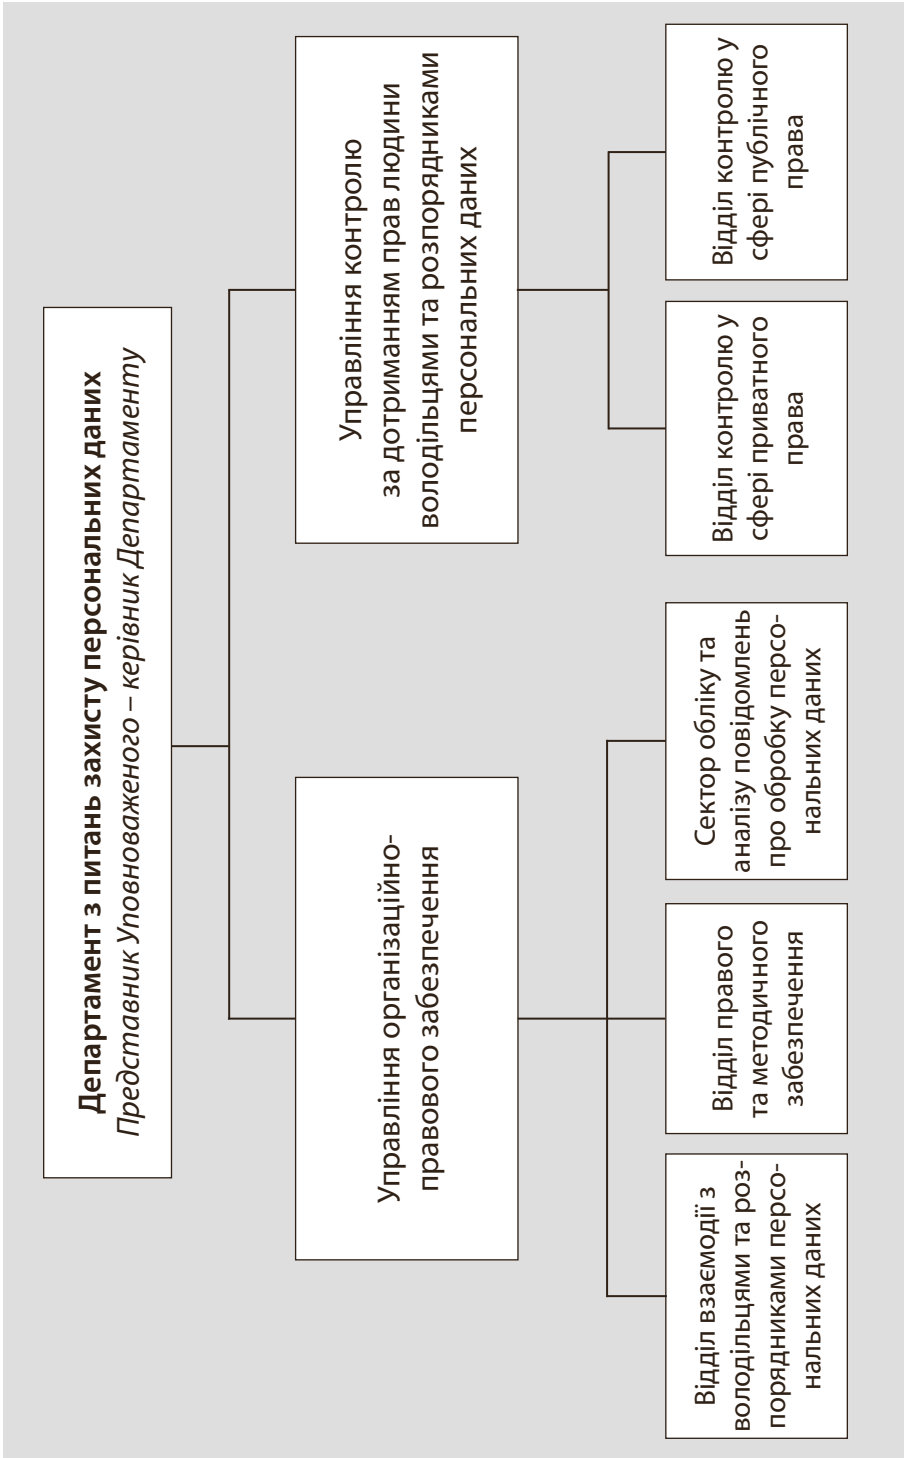 Департамент з питань захисту персональних даних
Представник Уповноваженого – керівник Департаменту
Управління організаційно-
правового забезпечення
Управління контролю
за дотриманням прав людини
володільцями та розпорядниками
персональних даних
Відділ взаємодії з
володільцями та роз-
порядниками персо-
нальних даних
Відділ правого
та методичного
забезпечення
Сектор обліку та
аналізу повідомлень
про обробку персо-
нальних даних
Відділ контролю у
сфері приватного
права
Відділ контролю у
сфері публічного
права